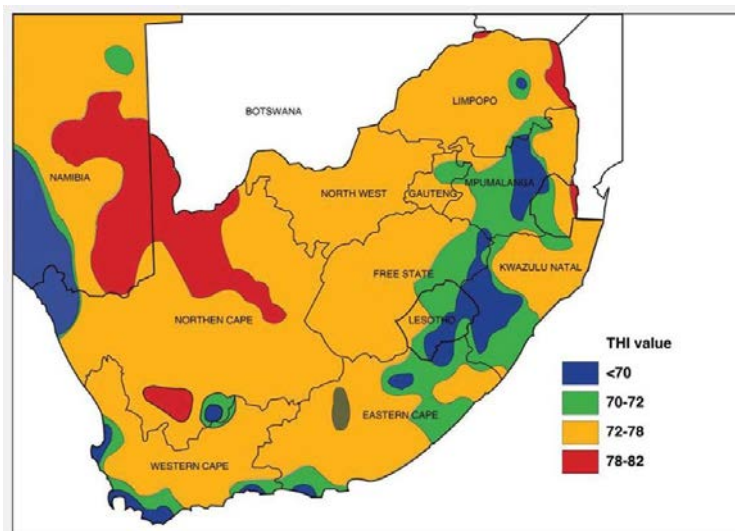 LIMPOPO
BOTSWANA
NAMIBIA
NORTH WEST
GAUTENG
MPUMALANGA
FREE STATE
KWAZULU NATAL
NORTHEN CAPE
LESOTHO
EASTERN CAPE
WESTERN CAPE
THI value
<70
70-72
72-78
78-82